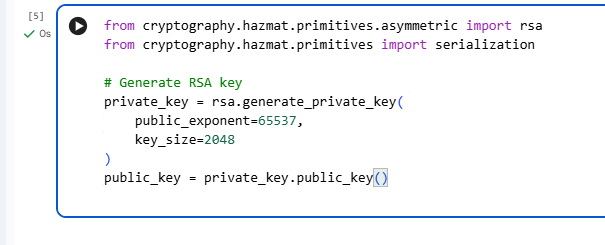 [5]
0s
from cryptography.hazmat.primitives.asymmetric import rsa
from cryptography.hazmat.primitives import serialization
# Generate RSA key
private_key = rsa.generate_private_key(
    public_exponent=65537,
    key_size=2048
)
public_key = private_key.public_key()